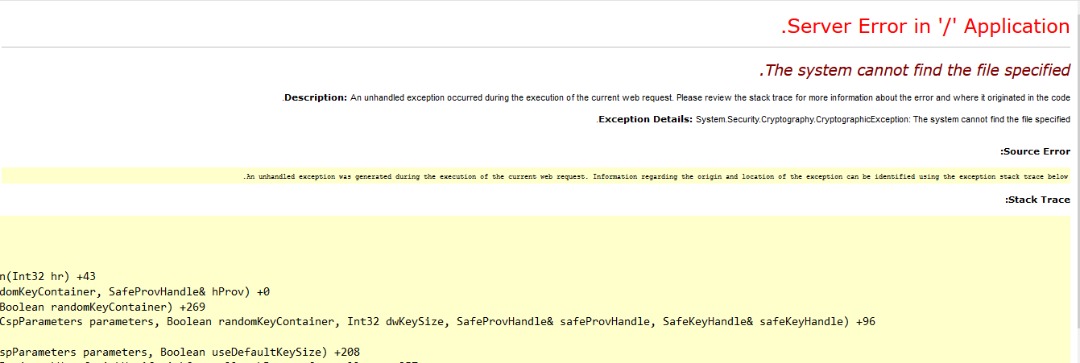 .Server Error in '/' Application
.The system cannot find the file specified
.Description: An unhandled exception occurred during the execution of the current web request. Please review the stack trace for more information about the error and where it originated in the code
.Exception Details: System.Security.Cryptography.CryptographicException: The system cannot find the file specified
:Source Error
.An unhandled exception was generated during the execution of the current web request. Information regarding the origin and location of the exception can be identified using the exception stack trace below
:Stack Trace
n(Int32 hr) +43
domKeyContainer, SafeProvHandle& hProv) +0
Boolean randomKeyContainer) +269
CspParameters parameters, Boolean randomKeyContainer, Int32 dwKeySize, SafeProvHandle& safeProvHandle, SafeKeyHandle& safeKeyHandle) +96
spParameters parameters, Boolean useDefaultKeySize) +208